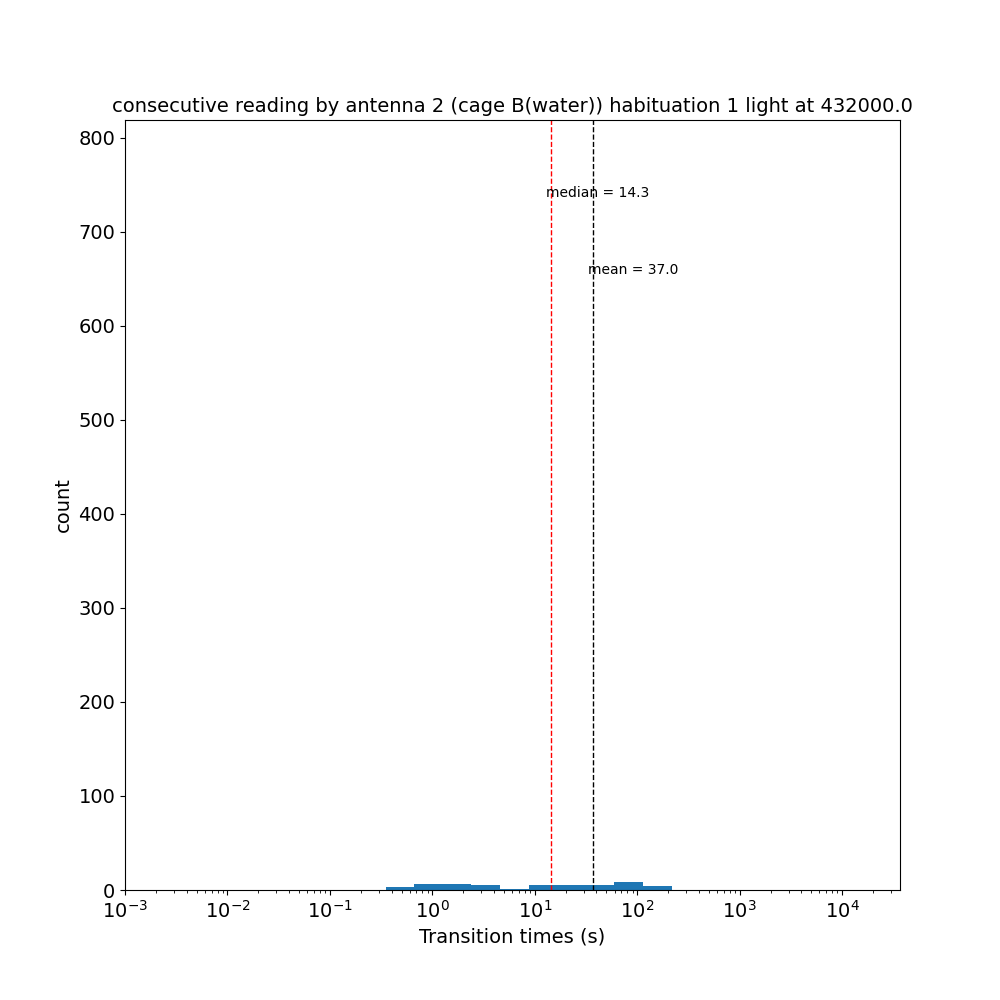 consecutive reading by antenna 2 (cage B(water)) habituation 1 light at 432000.0
800
median = 14.3
700
mean = 37.0
600
500
count
400
300
200
100
0
10⁻³ 10⁻² 10⁻¹ 10⁰ 10¹ 10² 10³ 10⁴
Transition times (s)